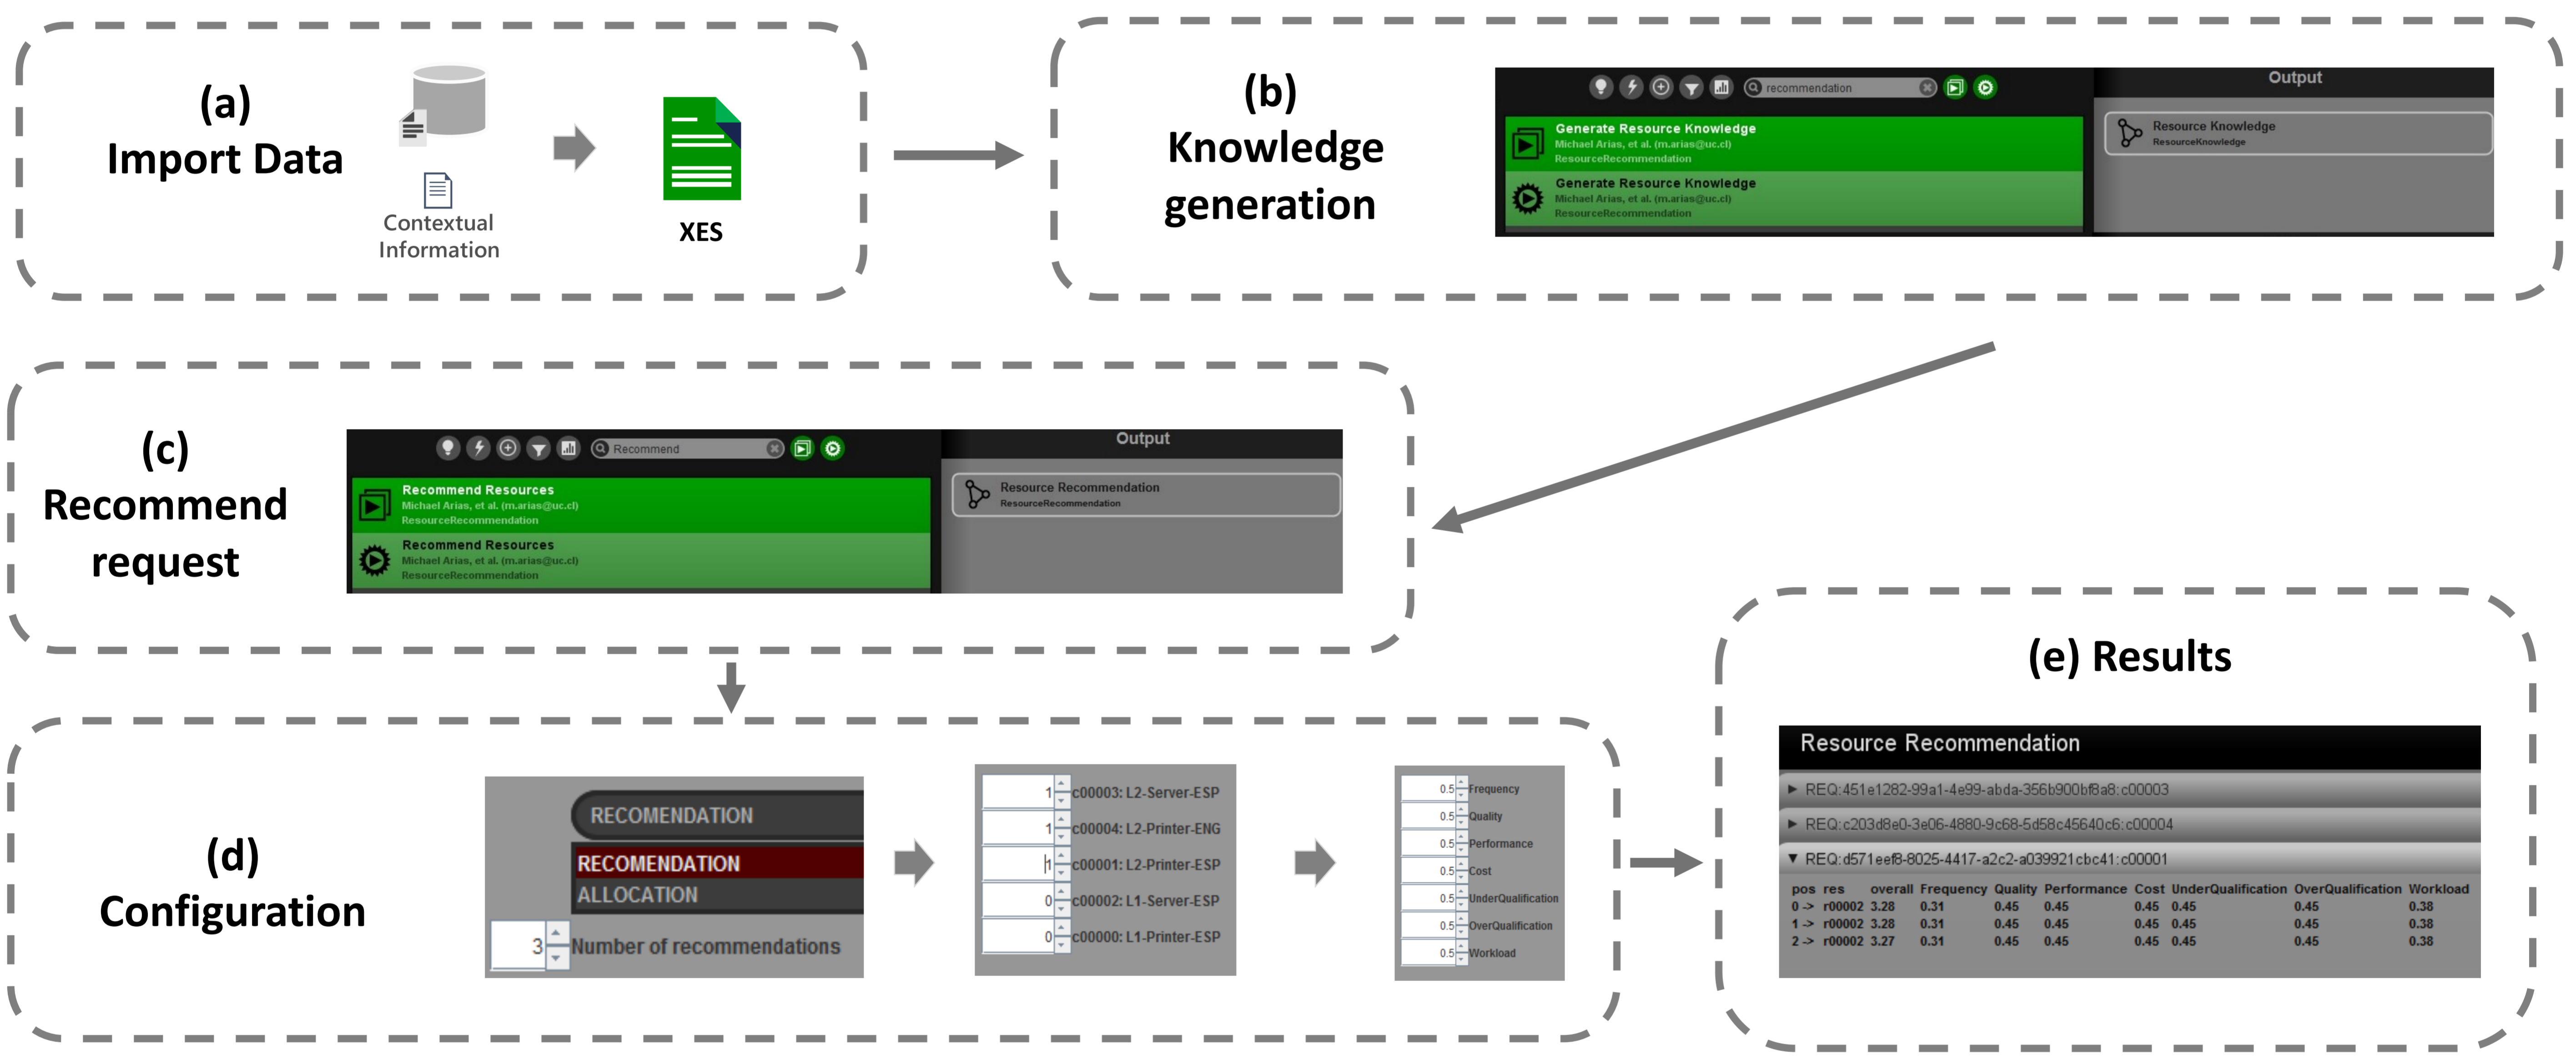 (a)
Import Data
Contextual
Information
XES
(b)
Knowledge
generation
recommendation
Generate Resource Knowledge
Michael Arias, et al. (m.arias@uc.cl)
ResourceRecommendation
Generate Resource Knowledge
Michael Arias, et al. (m.arias@uc.cl)
ResourceRecommendation
Output
Resource Knowledge
ResourceKnowledge
(c)
Recommend
request
Recommend
Recommend Resources
Michael Arias, et al. (m.arias@uc.cl)
ResourceRecommendation
Recommend Resources
Michael Arias, et al. (m.arias@uc.cl)
ResourceRecommendation
Output
Resource Recommendation
ResourceRecommendation
(d)
Configuration
RECOMENDATION
RECOMENDATION
ALLOCATION
3 Number of recommendations
1 c00003: L2-Server-ESP
1 c00004: L2-Printer-ENG
1 c00001: L2-Printer-ESP
0 c00002: L1-Server-ESP
0 c00000: L1-Printer-ESP
0.5 Frequency
0.5 Quality
0.5 Performance
0.5 Cost
0.5 UnderQualification
0.5 OverQualification
0.5 Workload
(e) Results
Resource Recommendation
REQ:451e1282-99a1-4e99-abda-356b900bf8a8:c00003
REQ:c203d8e0-3e06-4880-9c68-5d58c45640c6:c00004
REQ:d571eef8-8025-4417-a2c2-a039921cbc41:c00001
pos res overall Frequency Quality Performance Cost UnderQualification OverQualification Workload
0 -> r00002 3.28 0.31 0.45 0.45 0.45 0.45 0.45 0.38
1 -> r00002 3.28 0.31 0.45 0.45 0.45 0.45 0.45 0.38
2 -> r00002 3.27 0.31 0.45 0.45 0.45 0.45 0.45 0.38